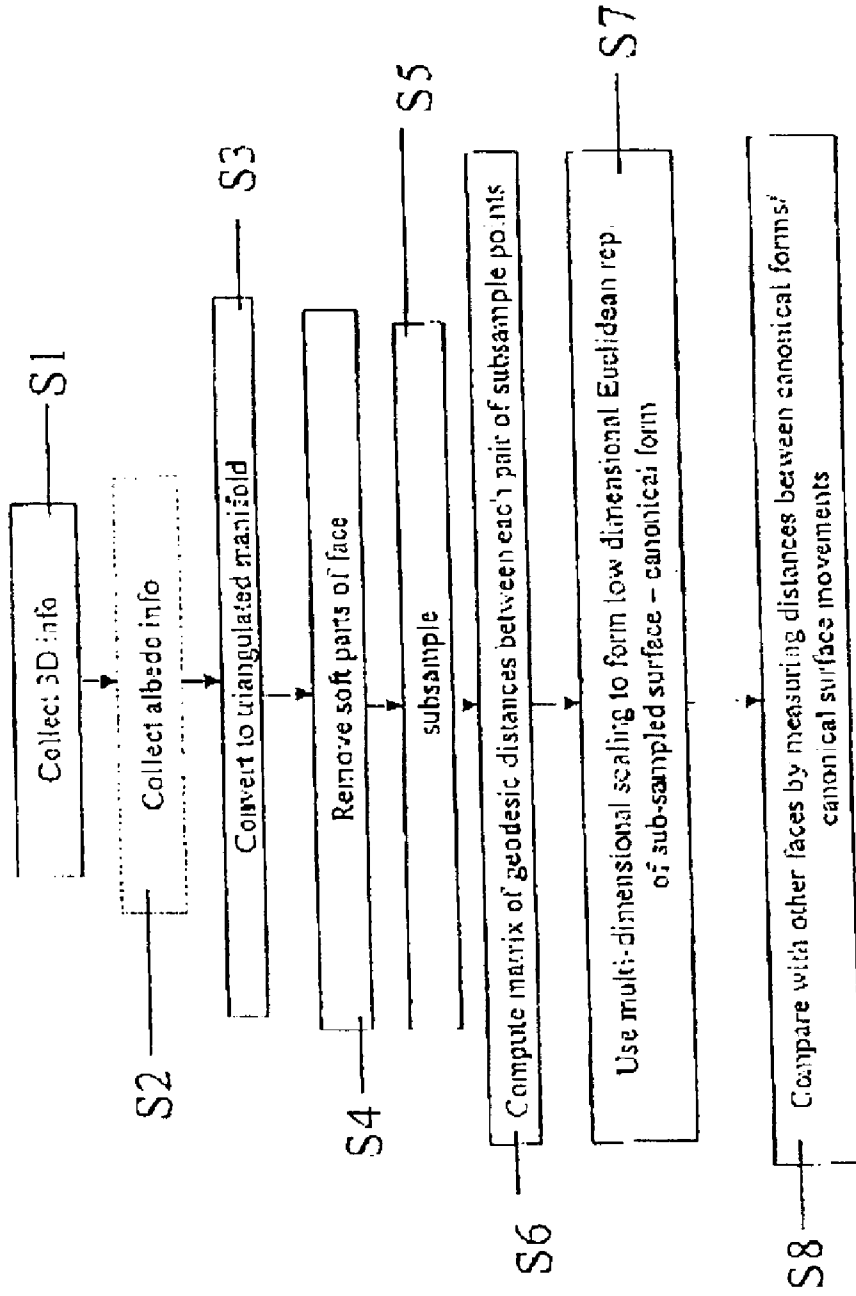 Collect 3D info
S1
Collect albedo info
S2
Convert to triangulated manifold
S3
Remove soft parts of face
S4
subsample
S5
Compute matrix of geodesic distances between each pair of subsample points
S6
Use multi-dimensional scaling to form low dimensional Euclidean rep.
of sub-sampled surface – canonical form
S7
Compare with other faces by measuring distances between canonical forms/
canonical surface movements
S8